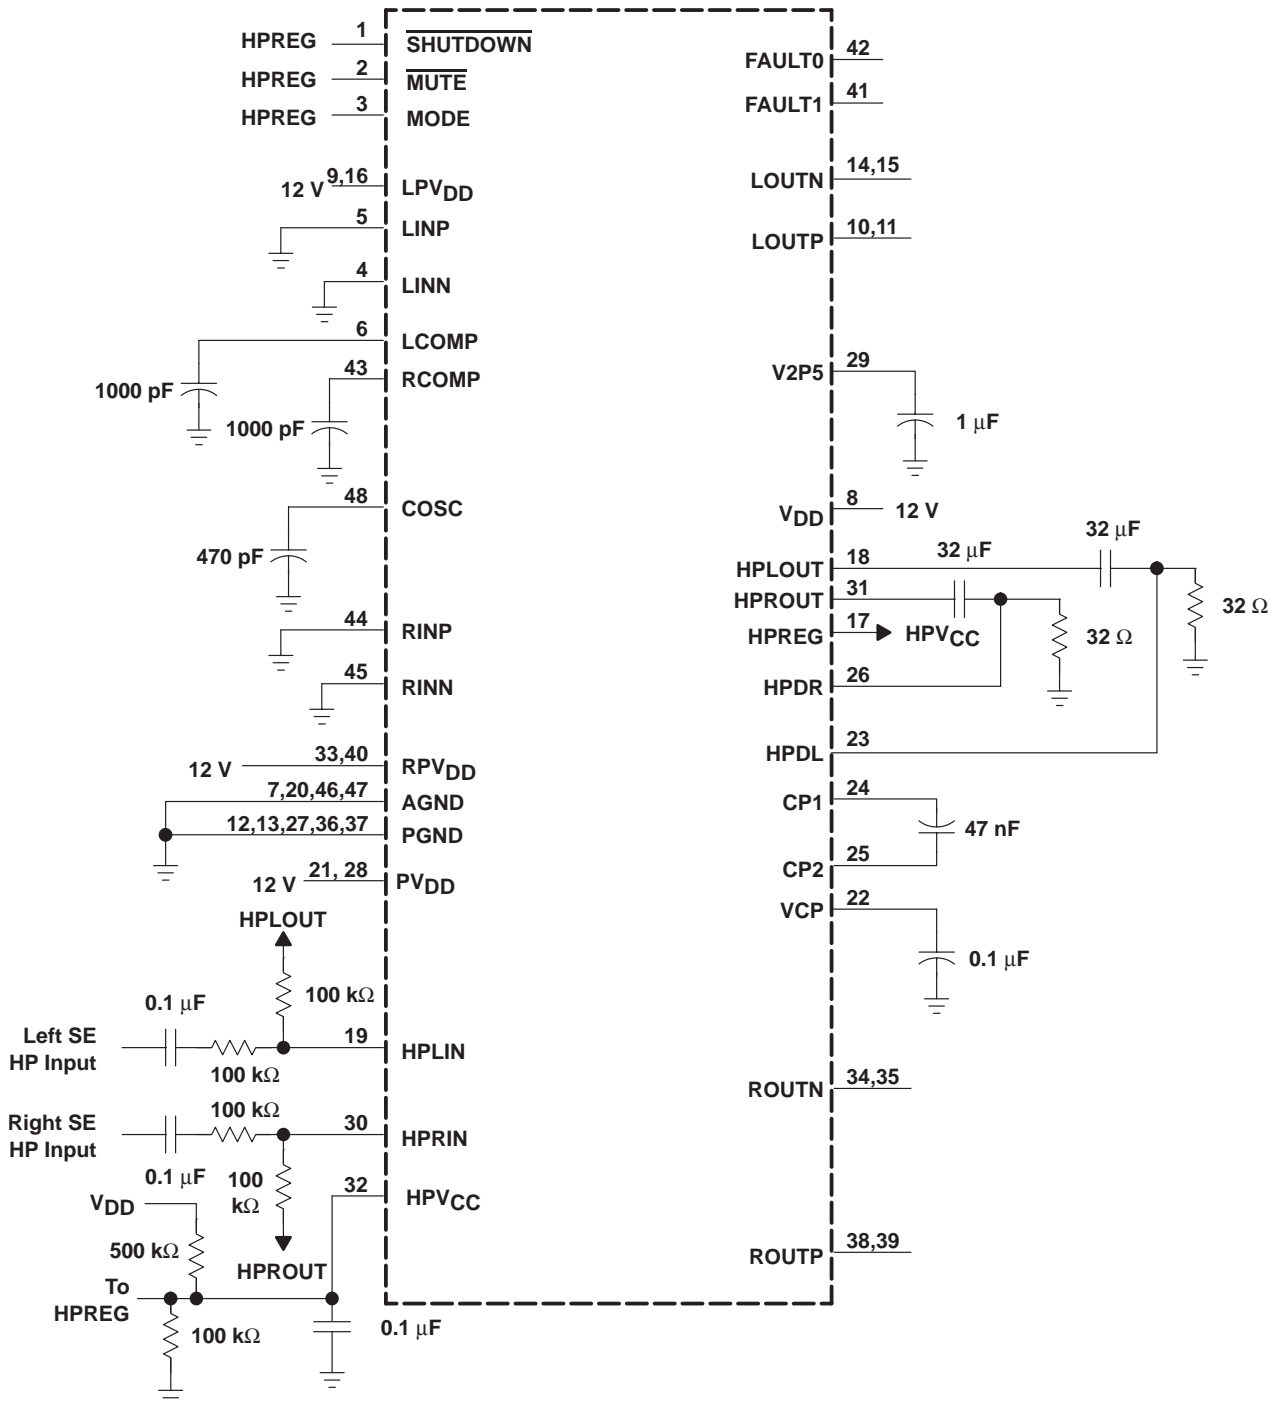 HPREG 1 SHUTDOWN
HPREG 2 MUTE
HPREG 3 MODE
12 V 9,16 LPVDD
5 LINP
4 LINN
6 LCOMP
1000 pF
43 RCOMP
1000 pF
48 COSC
470 pF
44 RINP
45 RINN
12 V 33,40 RPVDD
7,20,46,47 AGND
12,13,27,36,37 PGND
12 V 21, 28 PVDD
HPLOUT
100 kΩ
0.1 μF
Left SE
HP Input
100 kΩ
19 HPLIN
Right SE
HP Input
100 kΩ
0.1 μF
30 HPRIN
100
kΩ
HPROUT
32 HPVCC
VDD
500 kΩ
To
HPREG
100 kΩ
0.1 μF
FAULT0 42
FAULT1 41
LOUTN 14,15
LOUTP 10,11
V2P5 29
1 μF
VDD 8 12 V
HPLOUT 18
32 μF
32 Ω
HPROUT 31
32 μF
32 Ω
HPREG 17 HPVCC
HPDR 26
HPDL 23
CP1 24
47 nF
CP2 25
VCP 22
0.1 μF
ROUTN 34,35
ROUTP 38,39